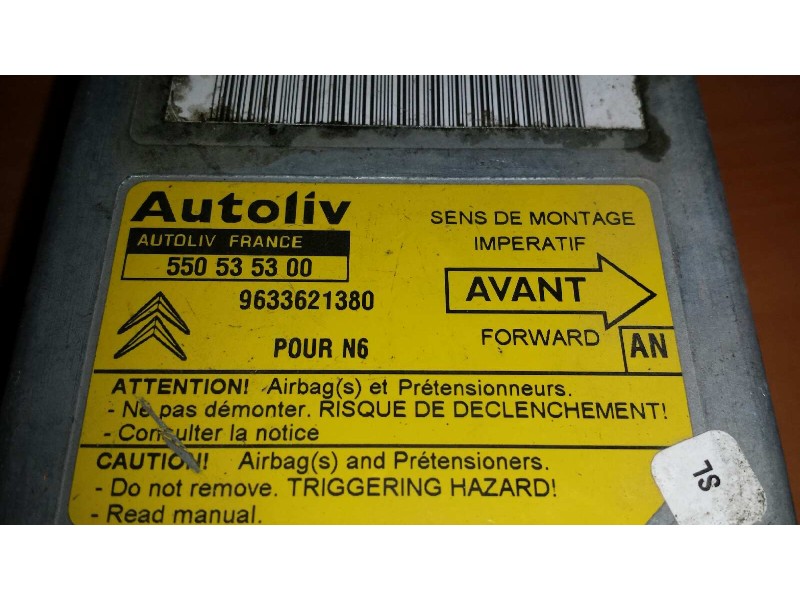 Autoliv
AUTOLIV FRANCE
550 53 53 00
9633621380
POUR N6
SENS DE MONTAGE
IMPERATIF
AVANT
FORWARD
AN
ATTENTION! Airbag(s) et Prétensionneurs.
- Ne pas démonter. RISQUE DE DECLENCHEMENT!
- Consulter la notice
CAUTION! Airbag(s) and Prétensioners.
- Do not remove. TRIGGERING HAZARD!
- Read manual.
SL